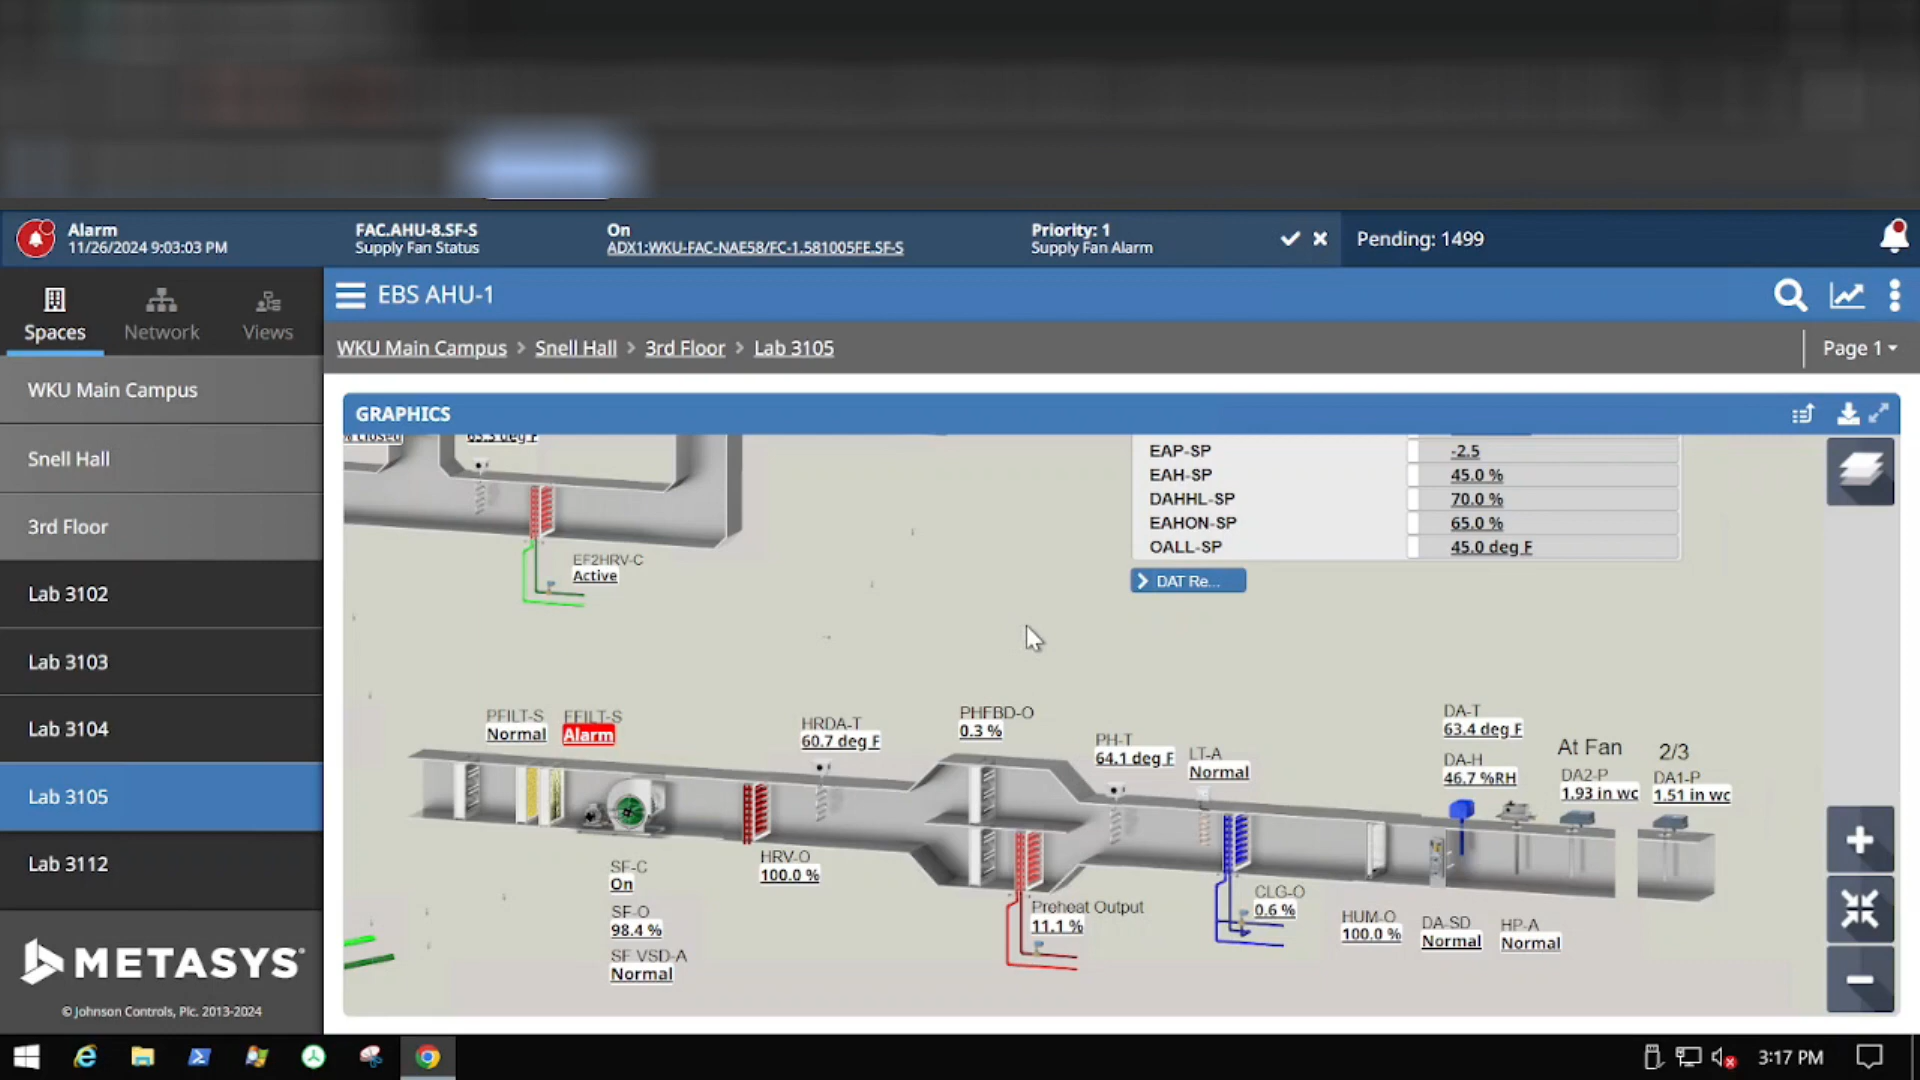 Alarm
11/26/2024 9:03:03 PM
FAC.AHU-8.SF-S
Supply Fan Status
On
ADX1:WKU-FAC-NAE58/FC-1.581005FE.SF-S
Priority: 1
Supply Fan Alarm
Pending: 1499
Spaces
Network
Views
EBS AHU-1
WKU Main Campus > Snell Hall > 3rd Floor > Lab 3105
Page 1
WKU Main Campus
Snell Hall
3rd Floor
Lab 3102
Lab 3103
Lab 3104
Lab 3105
Lab 3112
METASYS®
© Johnson Controls, Plc. 2013-2024
GRAPHICS
% closed
65.3 deg F
EAP-SP -2.5
EAH-SP 45.0 %
DAHHL-SP 70.0 %
EAHON-SP 65.0 %
OALL-SP 45.0 deg F
DAT Re...
EF2HRV-C
Active
PFILT-S
Normal
FFILT-S
Alarm
HRDA-T
60.7 deg F
PHFBD-O
0.3 %
PH-T
64.1 deg F
LT-A
Normal
DA-T
63.4 deg F
DA-H
46.7 %RH
At Fan
DA2-P
1.93 in wc
2/3
DA1-P
1.51 in wc
SF-C
On
SF-O
98.4 %
SF VSD-A
Normal
HRV-O
100.0 %
Preheat Output
11.1 %
CLG-O
0.6 %
HUM-O
100.0 %
DA-SD
Normal
HP-A
Normal
3:17 PM